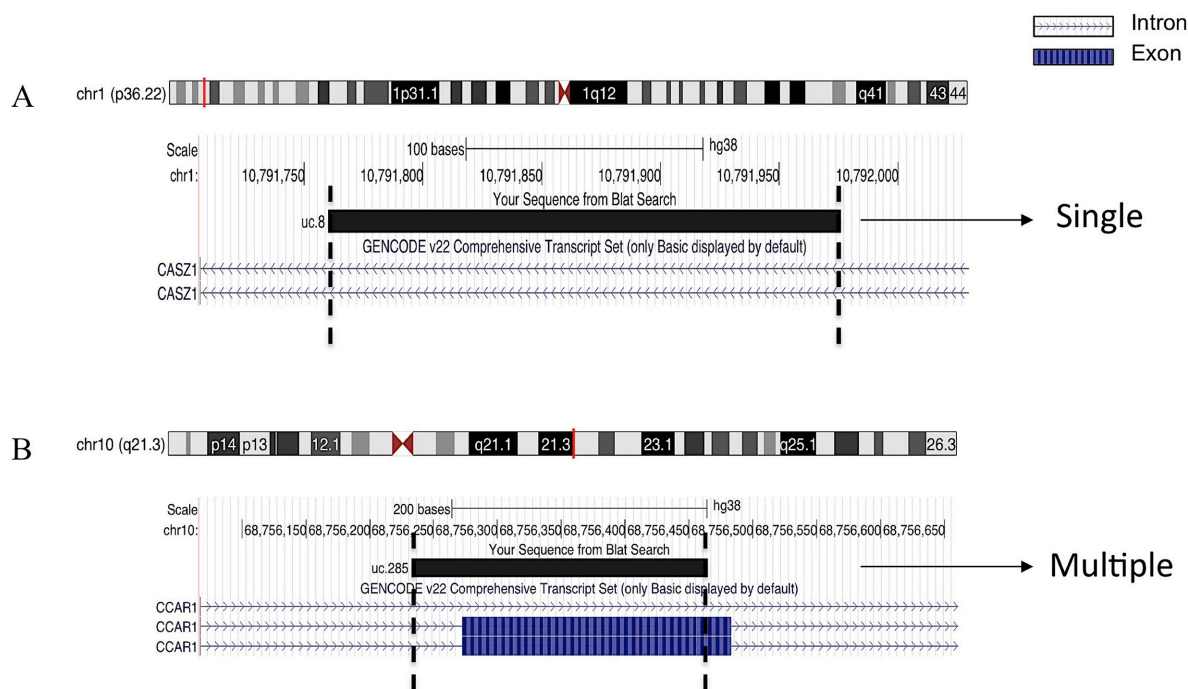 Intron
Exon
A
chr1 (p36.22) 1p31.1 1q12 q41 43 44
Scale 100 bases hg38
chr1: 10,791,750 10,791,800 10,791,850 10,791,900 10,791,950 10,792,000
Your Sequence from Blat Search
uc.8
Single
GENCODE v22 Comprehensive Transcript Set (only Basic displayed by default)
CASZ1
CASZ1
B
chr10 (q21.3) p14 p13 12.1 q21.1 21.3 23.1 q25.1 26.3
Scale 200 bases hg38
chr10: 68,756,150 68,756,200 68,756,250 68,756,300 68,756,350 68,756,400 68,756,450 68,756,500 68,756,550 68,756,600 68,756,650
Your Sequence from Blat Search
uc.285
Multiple
GENCODE v22 Comprehensive Transcript Set (only Basic displayed by default)
CCAR1
CCAR1
CCAR1